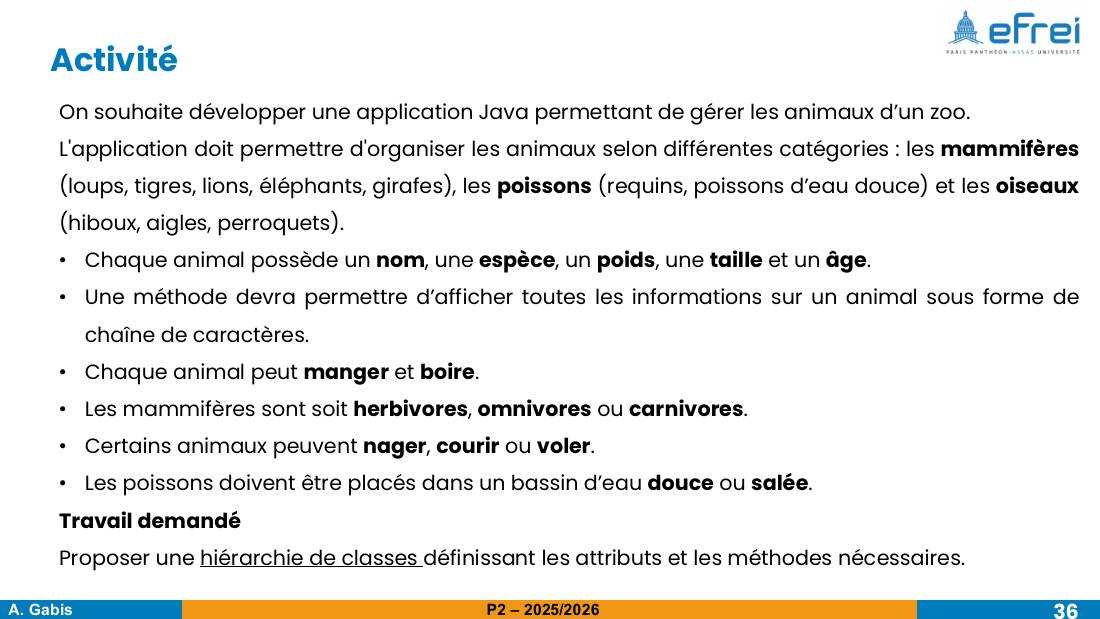 efrei
PARIS PANTHÉON-ASSAS UNIVERSITÉ
Activité
On souhaite développer une application Java permettant de gérer les animaux d’un zoo.
L'application doit permettre d'organiser les animaux selon différentes catégories : les mammifères
(loups, tigres, lions, éléphants, girafes), les poissons (requins, poissons d’eau douce) et les oiseaux
(hiboux, aigles, perroquets).
• Chaque animal possède un nom, une espèce, un poids, une taille et un âge.
• Une méthode devra permettre d’afficher toutes les informations sur un animal sous forme de
chaîne de caractères.
• Chaque animal peut manger et boire.
• Les mammifères sont soit herbivores, omnivores ou carnivores.
• Certains animaux peuvent nager, courir ou voler.
• Les poissons doivent être placés dans un bassin d’eau douce ou salée.
Travail demandé
Proposer une hiérarchie de classes définissant les attributs et les méthodes nécessaires.
A. Gabis
P2 – 2025/2026
36